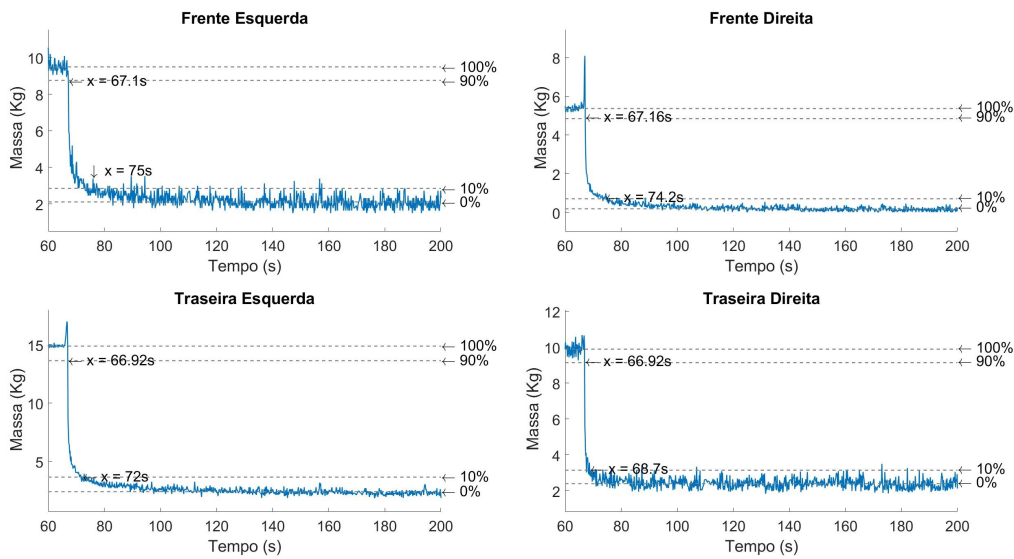 Frente Esquerda
Massa (Kg)
10
8
6
4
2
100%
90%
10%
0%
x = 67.1s
x = 75s
60 80 100 120 140 160 180 200
Tempo (s)
Frente Direita
Massa (Kg)
8
6
4
2
0
100%
90%
10%
0%
x = 67.16s
x = 74.2s
60 80 100 120 140 160 180 200
Tempo (s)
Traseira Esquerda
Massa (Kg)
15
10
5
100%
90%
10%
0%
x = 66.92s
x = 72s
60 80 100 120 140 160 180 200
Tempo (s)
Traseira Direita
Massa (Kg)
12
10
8
6
4
2
100%
90%
10%
0%
x = 66.92s
x = 68.7s
60 80 100 120 140 160 180 200
Tempo (s)